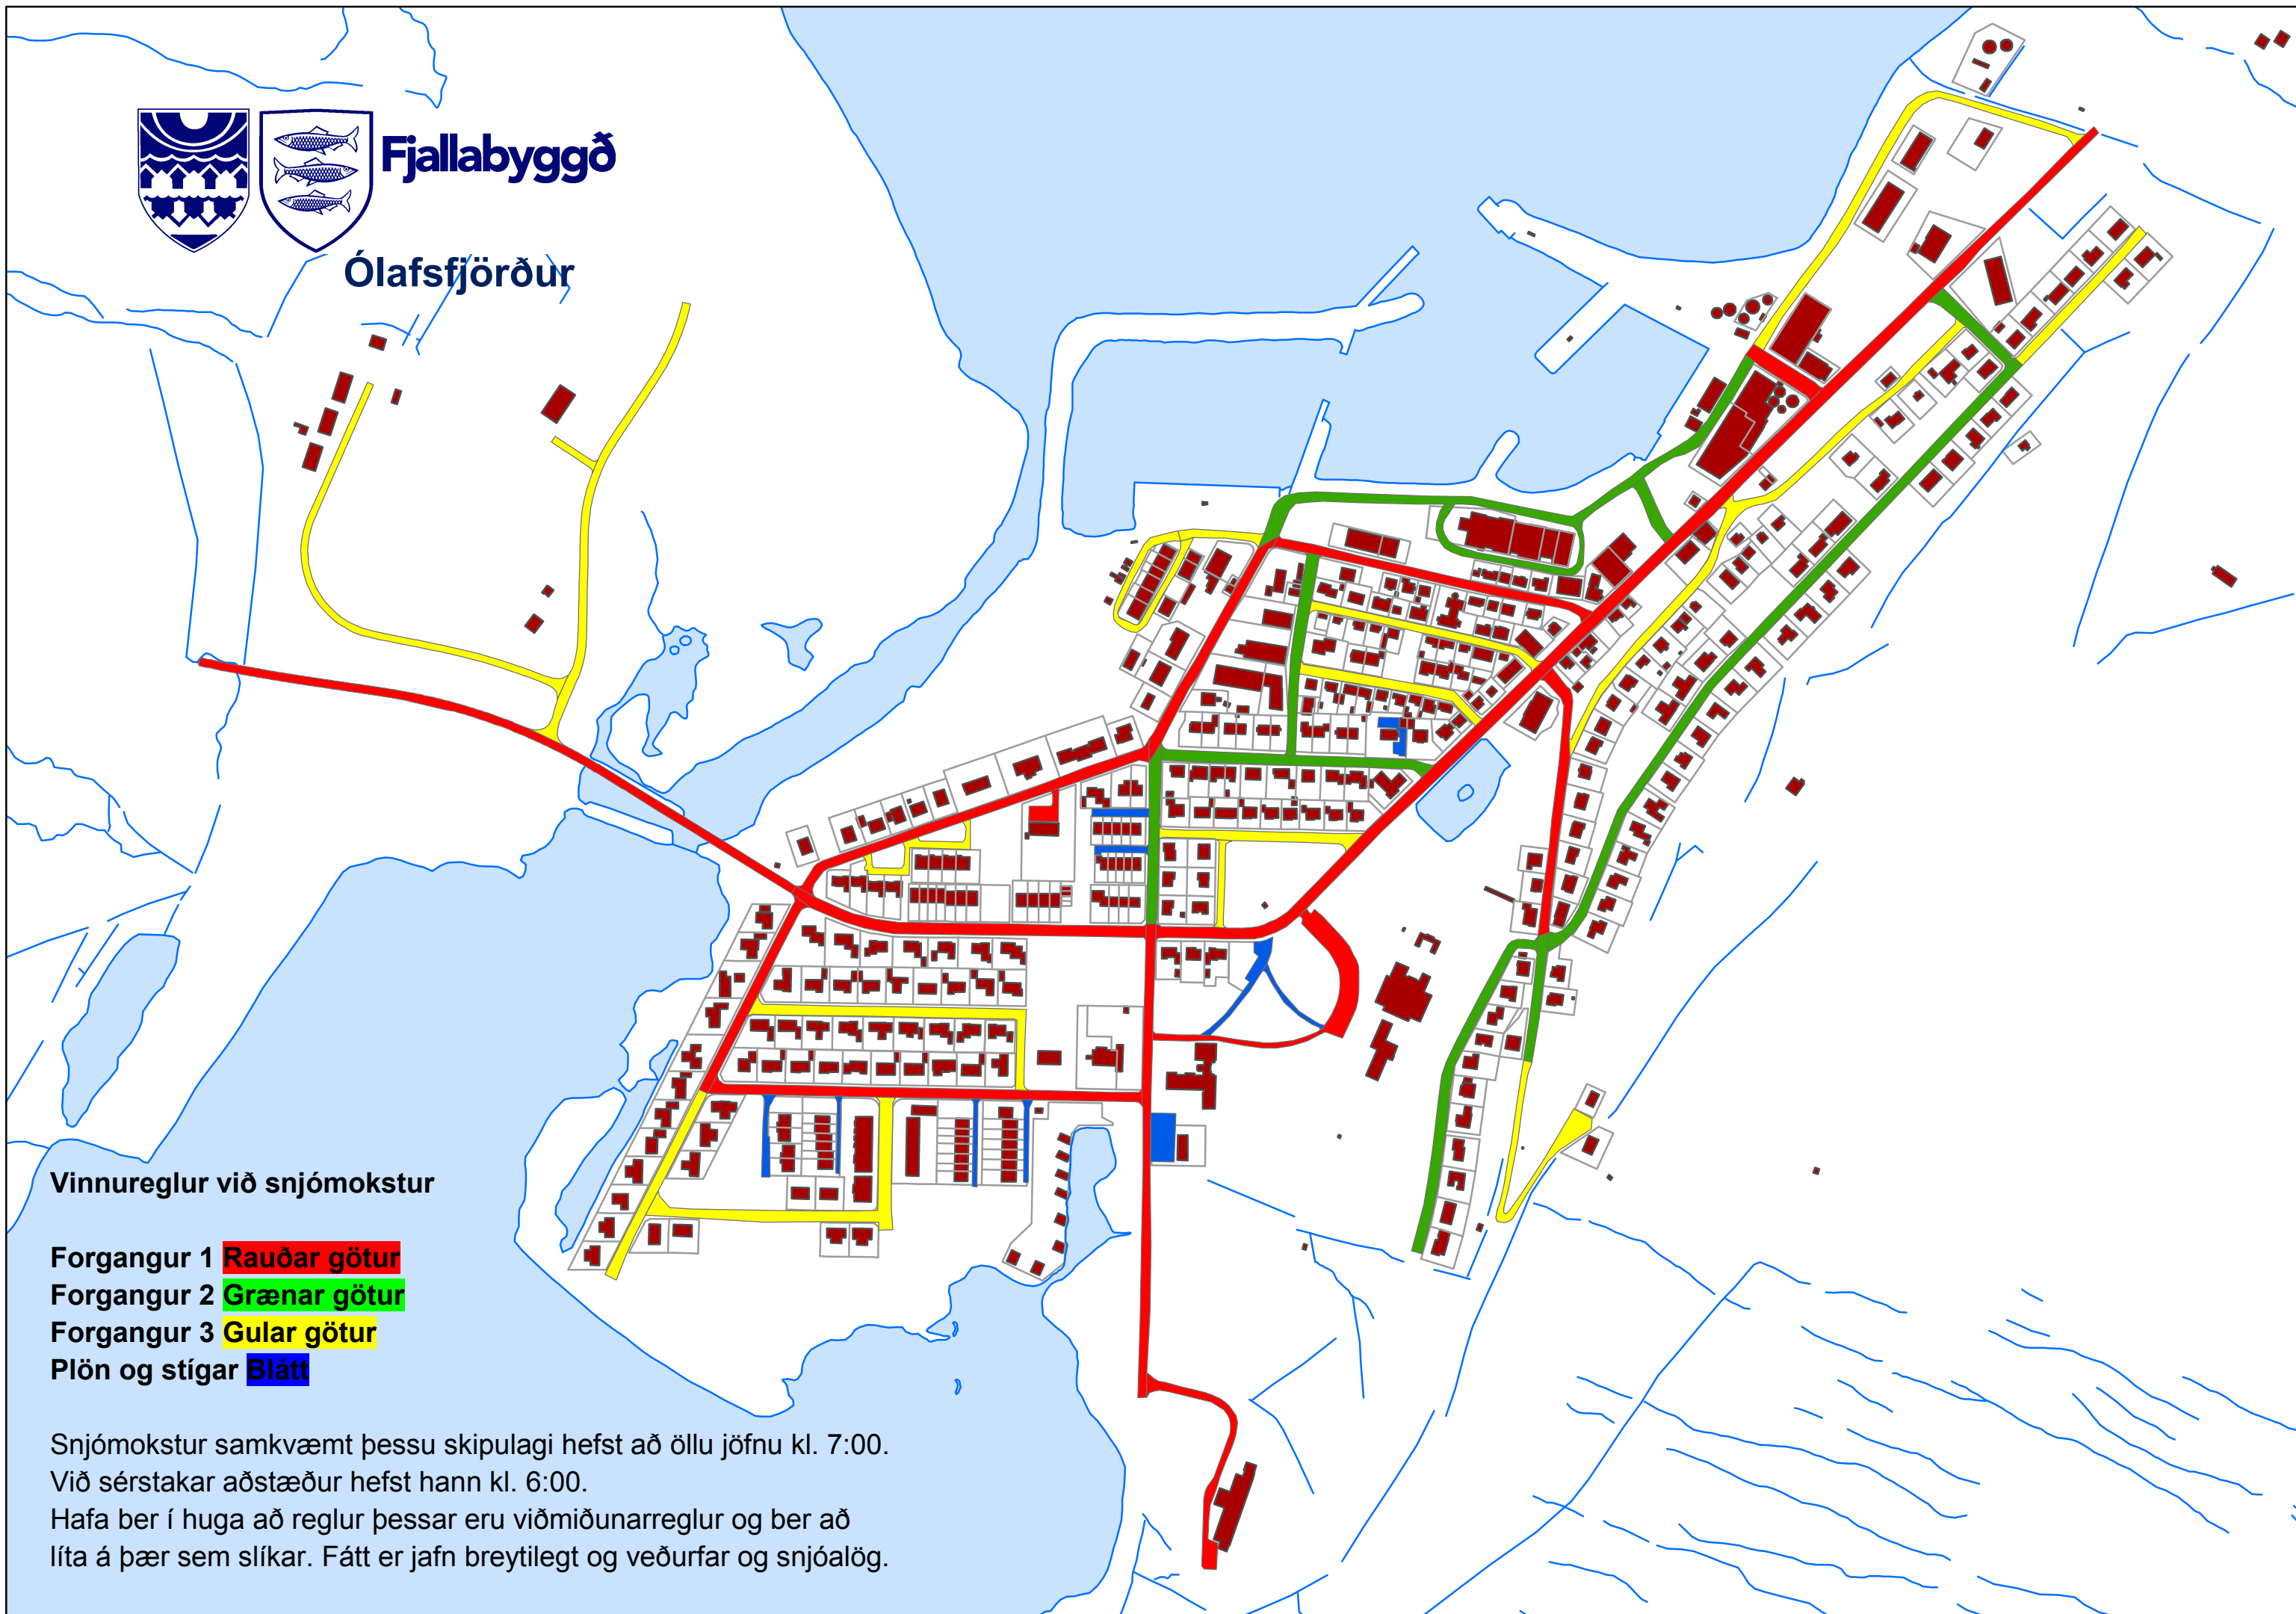 Fjallabyggð
Ólafsfjörður
Vinnureglur við snjómokstur
Forgangur 1 Rauðar götur
Forgangur 2 Grænar götur
Forgangur 3 Gular götur
Plön og stígar Blátt
Snjómokstur samkvæmt þessu skipulagi hefst að öllu jöfnu kl. 7:00.
Við sérstakar aðstæður hefst hann kl. 6:00.
Hafa ber í huga að reglur þessar eru viðmiðunarreglur og ber að
líta á þær sem slíkar. Fátt er jafn breytilegt og veðurfar og snjóalög.